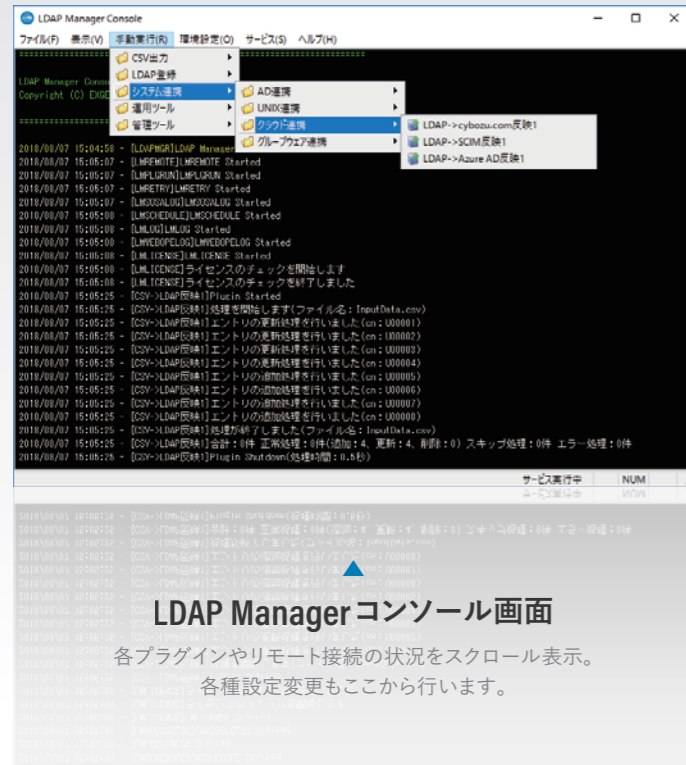 LDAP Manager Console
ファイル(F) 表示(V) 手動実行(R) 環境設定(O) サービス(S) ヘルプ(H)
CSV出力
LDAP登録
システム連携
運用ツール
管理ツール
AD連携
UNIX連携
クラウド連携
グループウェア連携
LDAP->cybozu.com反映1
LDAP->SCIM反映1
LDAP->Azure AD反映1
LDAP Manager Conso
Copyright (C) EXGE
2018/08/07 15:04:58 - [LDAPMGR]LDAP Manager
2018/08/07 15:05:07 - [LMREMOTE]LMREMOTE Started
2018/08/07 15:05:07 - [LMPLGRUN]LMPLGRUN Started
2018/08/07 15:05:07 - [LMRETRY]LMRETRY Started
2018/08/07 15:05:07 - [LMSOSALOG]LMSOSALOG Started
2018/08/07 15:05:08 - [LMSCHEDULE]LMSCHEDULE Started
2018/08/07 15:05:08 - [LMLOG]LMLOG Started
2018/08/07 15:05:08 - [LMWEBOPELOG]LMWEBOPELOG Started
2018/08/07 15:05:08 - [LMLICENSE]LMLICENSE Started
2018/08/07 15:05:08 - [LMLICENSE]ライセンスのチェックを開始します
2018/08/07 15:05:08 - [LMLICENSE]ライセンスのチェックを終了しました
2018/08/07 15:05:25 - [CSV->LDAP反映1]Plugin Started
2018/08/07 15:05:25 - [CSV->LDAP反映1]処理を開始します(ファイル名:InputData.csv)
2018/08/07 15:05:25 - [CSV->LDAP反映1]エントリの更新処理を行いました(cn:U00001)
2018/08/07 15:05:25 - [CSV->LDAP反映1]エントリの更新処理を行いました(cn:U00002)
2018/08/07 15:05:25 - [CSV->LDAP反映1]エントリの更新処理を行いました(cn:U00003)
2018/08/07 15:05:25 - [CSV->LDAP反映1]エントリの更新処理を行いました(cn:U00004)
2018/08/07 15:05:25 - [CSV->LDAP反映1]エントリの追加処理を行いました(cn:U00005)
2018/08/07 15:05:25 - [CSV->LDAP反映1]エントリの追加処理を行いました(cn:U00006)
2018/08/07 15:05:25 - [CSV->LDAP反映1]エントリの追加処理を行いました(cn:U00007)
2018/08/07 15:05:25 - [CSV->LDAP反映1]エントリの追加処理を行いました(cn:U00008)
2018/08/07 15:05:25 - [CSV->LDAP反映1]処理が終了しました(ファイル名:InputData.csv)
2018/08/07 15:05:25 - [CSV->LDAP反映1]合計:8件 正常処理:8件(追加:4、更新:4、削除:0) スキップ処理:0件 エラー処理:0件
2018/08/07 15:05:25 - [CSV->LDAP反映1]Plugin Shutdown(処理時間:0.5秒)
サービス実行中 NUM
LDAP Managerコンソール画面
各プラグインやリモート接続の状況をスクロール表示。
各種設定変更もここから行います。